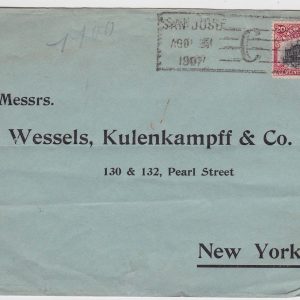 SAN JOSE
1907
C
Messrs.
Wessels, Kulenkampff & Co.
130 & 132, Pearl Street
New York